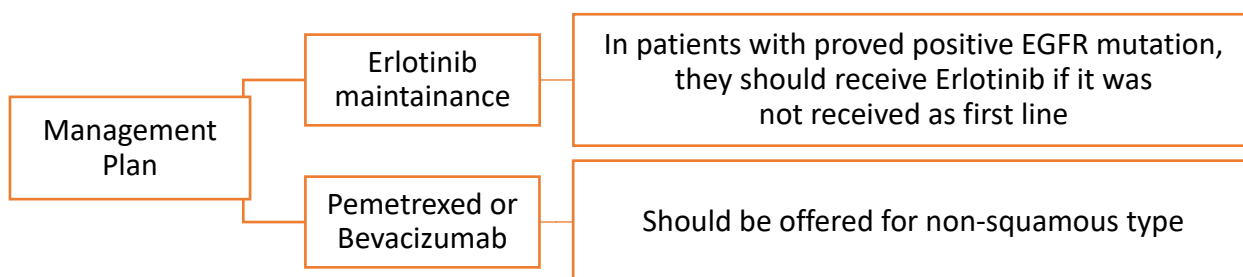 Management
Plan
Erlotinib
maintainance
In patients with proved positive EGFR mutation,
they should receive Erlotinib if it was
not received as first line
Pemetrexed or
Bevacizumab
Should be offered for non-squamous type